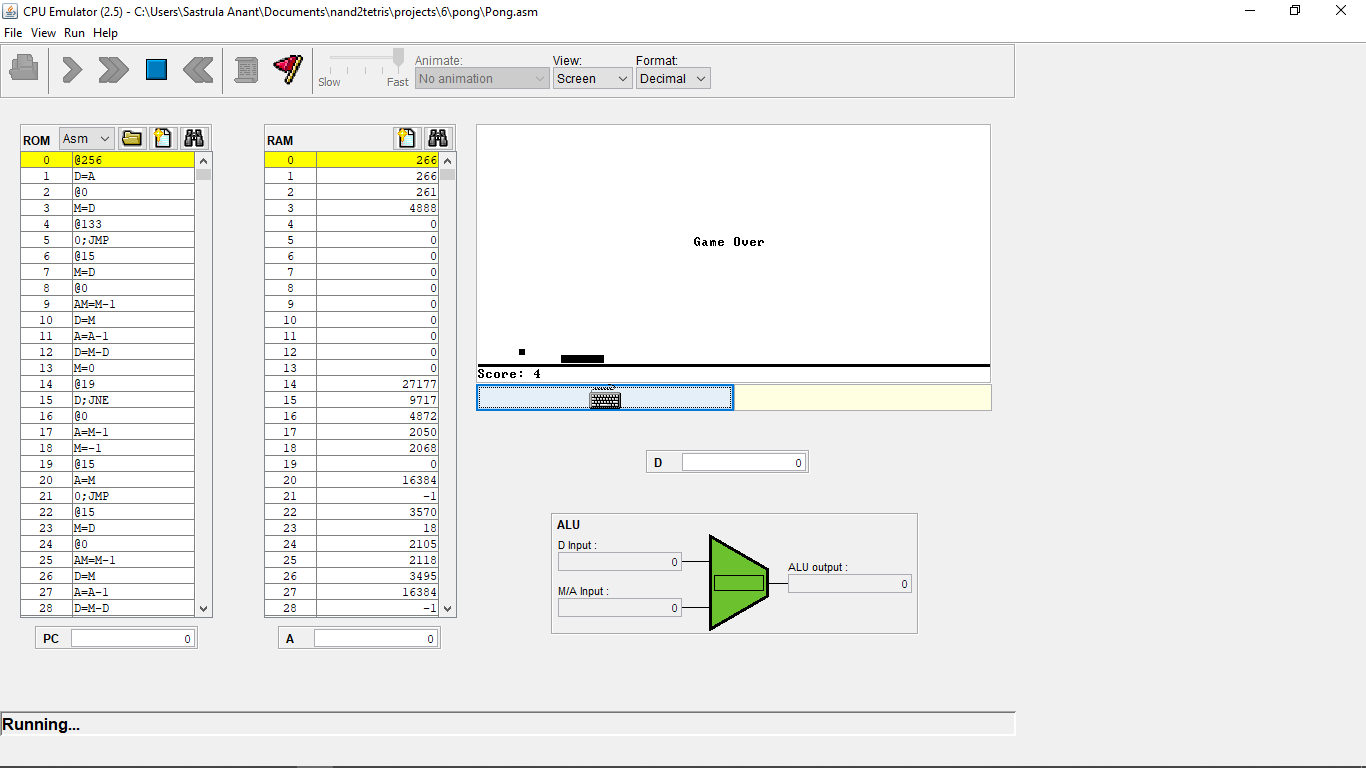 CPU Emulator (2.5) - C:\Users\Sastrula Anant\Documents\nand2tetris\projects\6\pong\Pong.asm
File View Run Help
Animate: View: Format:
Slow Fast No animation Screen Decimal
ROM Asm
0 @256
1 D=A
2 @0
3 M=D
4 @133
5 0;JMP
6 @15
7 M=D
8 @0
9 AM=M-1
10 D=M
11 A=A-1
12 D=M-D
13 M=0
14 @19
15 D;JNE
16 @0
17 A=M-1
18 M=-1
19 @15
20 A=M
21 0;JMP
22 @15
23 M=D
24 @0
25 AM=M-1
26 D=M
27 A=A-1
28 D=M-D
PC 0
RAM
0 266
1 266
2 261
3 4888
4 0
5 0
6 0
7 0
8 0
9 0
10 0
11 0
12 0
13 0
14 27177
15 9717
16 4872
17 2050
18 2068
19 0
20 16384
21 -1
22 3570
23 18
24 2105
25 2118
26 3495
27 16384
28 -1
A 0
Game Over
Score: 4
D 0
ALU
D Input :
0
M/A Input :
0
ALU output :
0
Running...